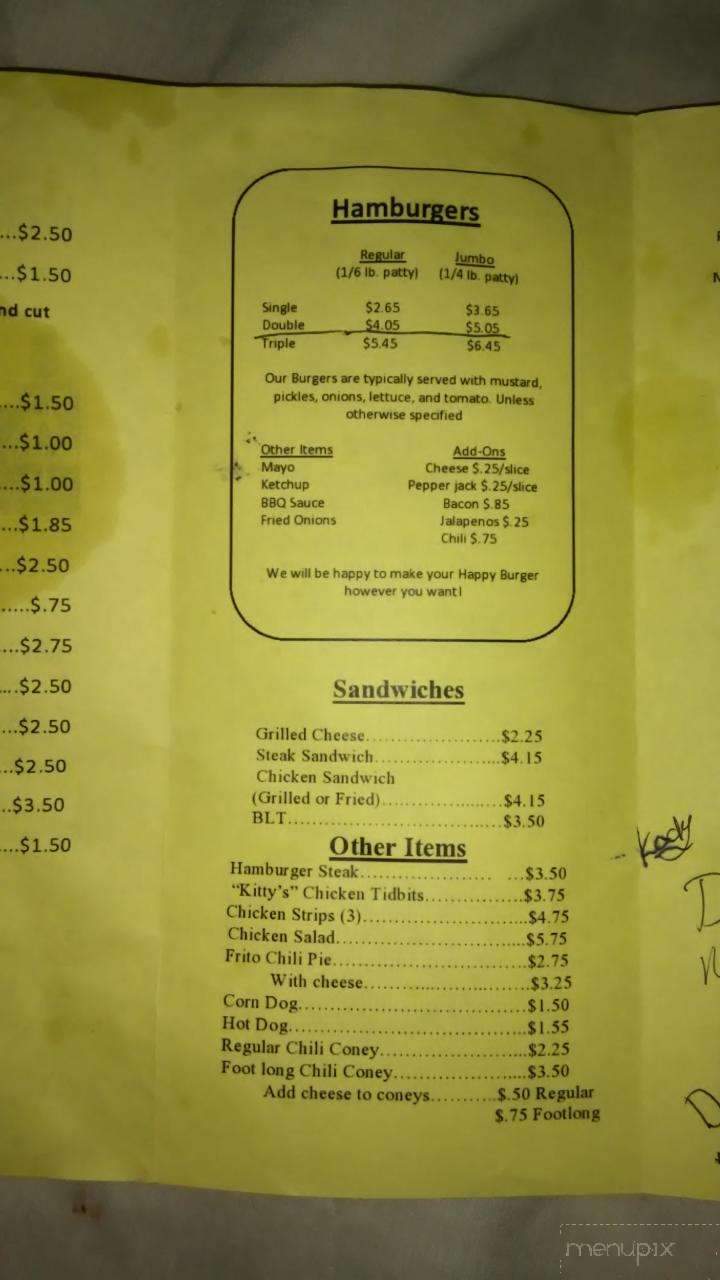 ...$2.50
...$1.50
nd cut
....$1.50
...$1.00
....$1.00
...$1.85
...$2.50
.....$.75
...$2.75
....$2.50
...$2.50
...$2.50
..$3.50
....$1.50
Hamburgers
Regular Jumbo
(1/6 lb. patty) (1/4 lb. patty)
Single $2.65 $3.65
Double $4.05 $5.05
Triple $5.45 $6.45
Our Burgers are typically served with mustard,
pickles, onions, lettuce, and tomato. Unless
otherwise specified
Other Items Add-Ons
Mayo Cheese $.25/slice
Ketchup Pepper jack $.25/slice
BBQ Sauce Bacon $.85
Fried Onions Jalapenos $.25
Chili $.75
We will be happy to make your Happy Burger
however you want!
Sandwiches
Grilled Cheese........................$2.25
Steak Sandwich......................$4.15
Chicken Sandwich
(Grilled or Fried).....................$4.15
BLT......................................$3.50
Other Items
Hamburger Steak....................... ...$3.50
"Kitty's" Chicken Tidbits................$3.75
Chicken Strips (3).............................$4.75
Chicken Salad..................................$5.75
Frito Chili Pie...................................$2.75
With cheese.............................$3.25
Corn Dog.........................................$1.50
Hot Dog...........................................$1.55
Regular Chili Coney..........................$2.25
Foot long Chili Coney.......................$3.50
Add cheese to coneys..........$.50 Regular
$.75 Footlong
Kody
menupix